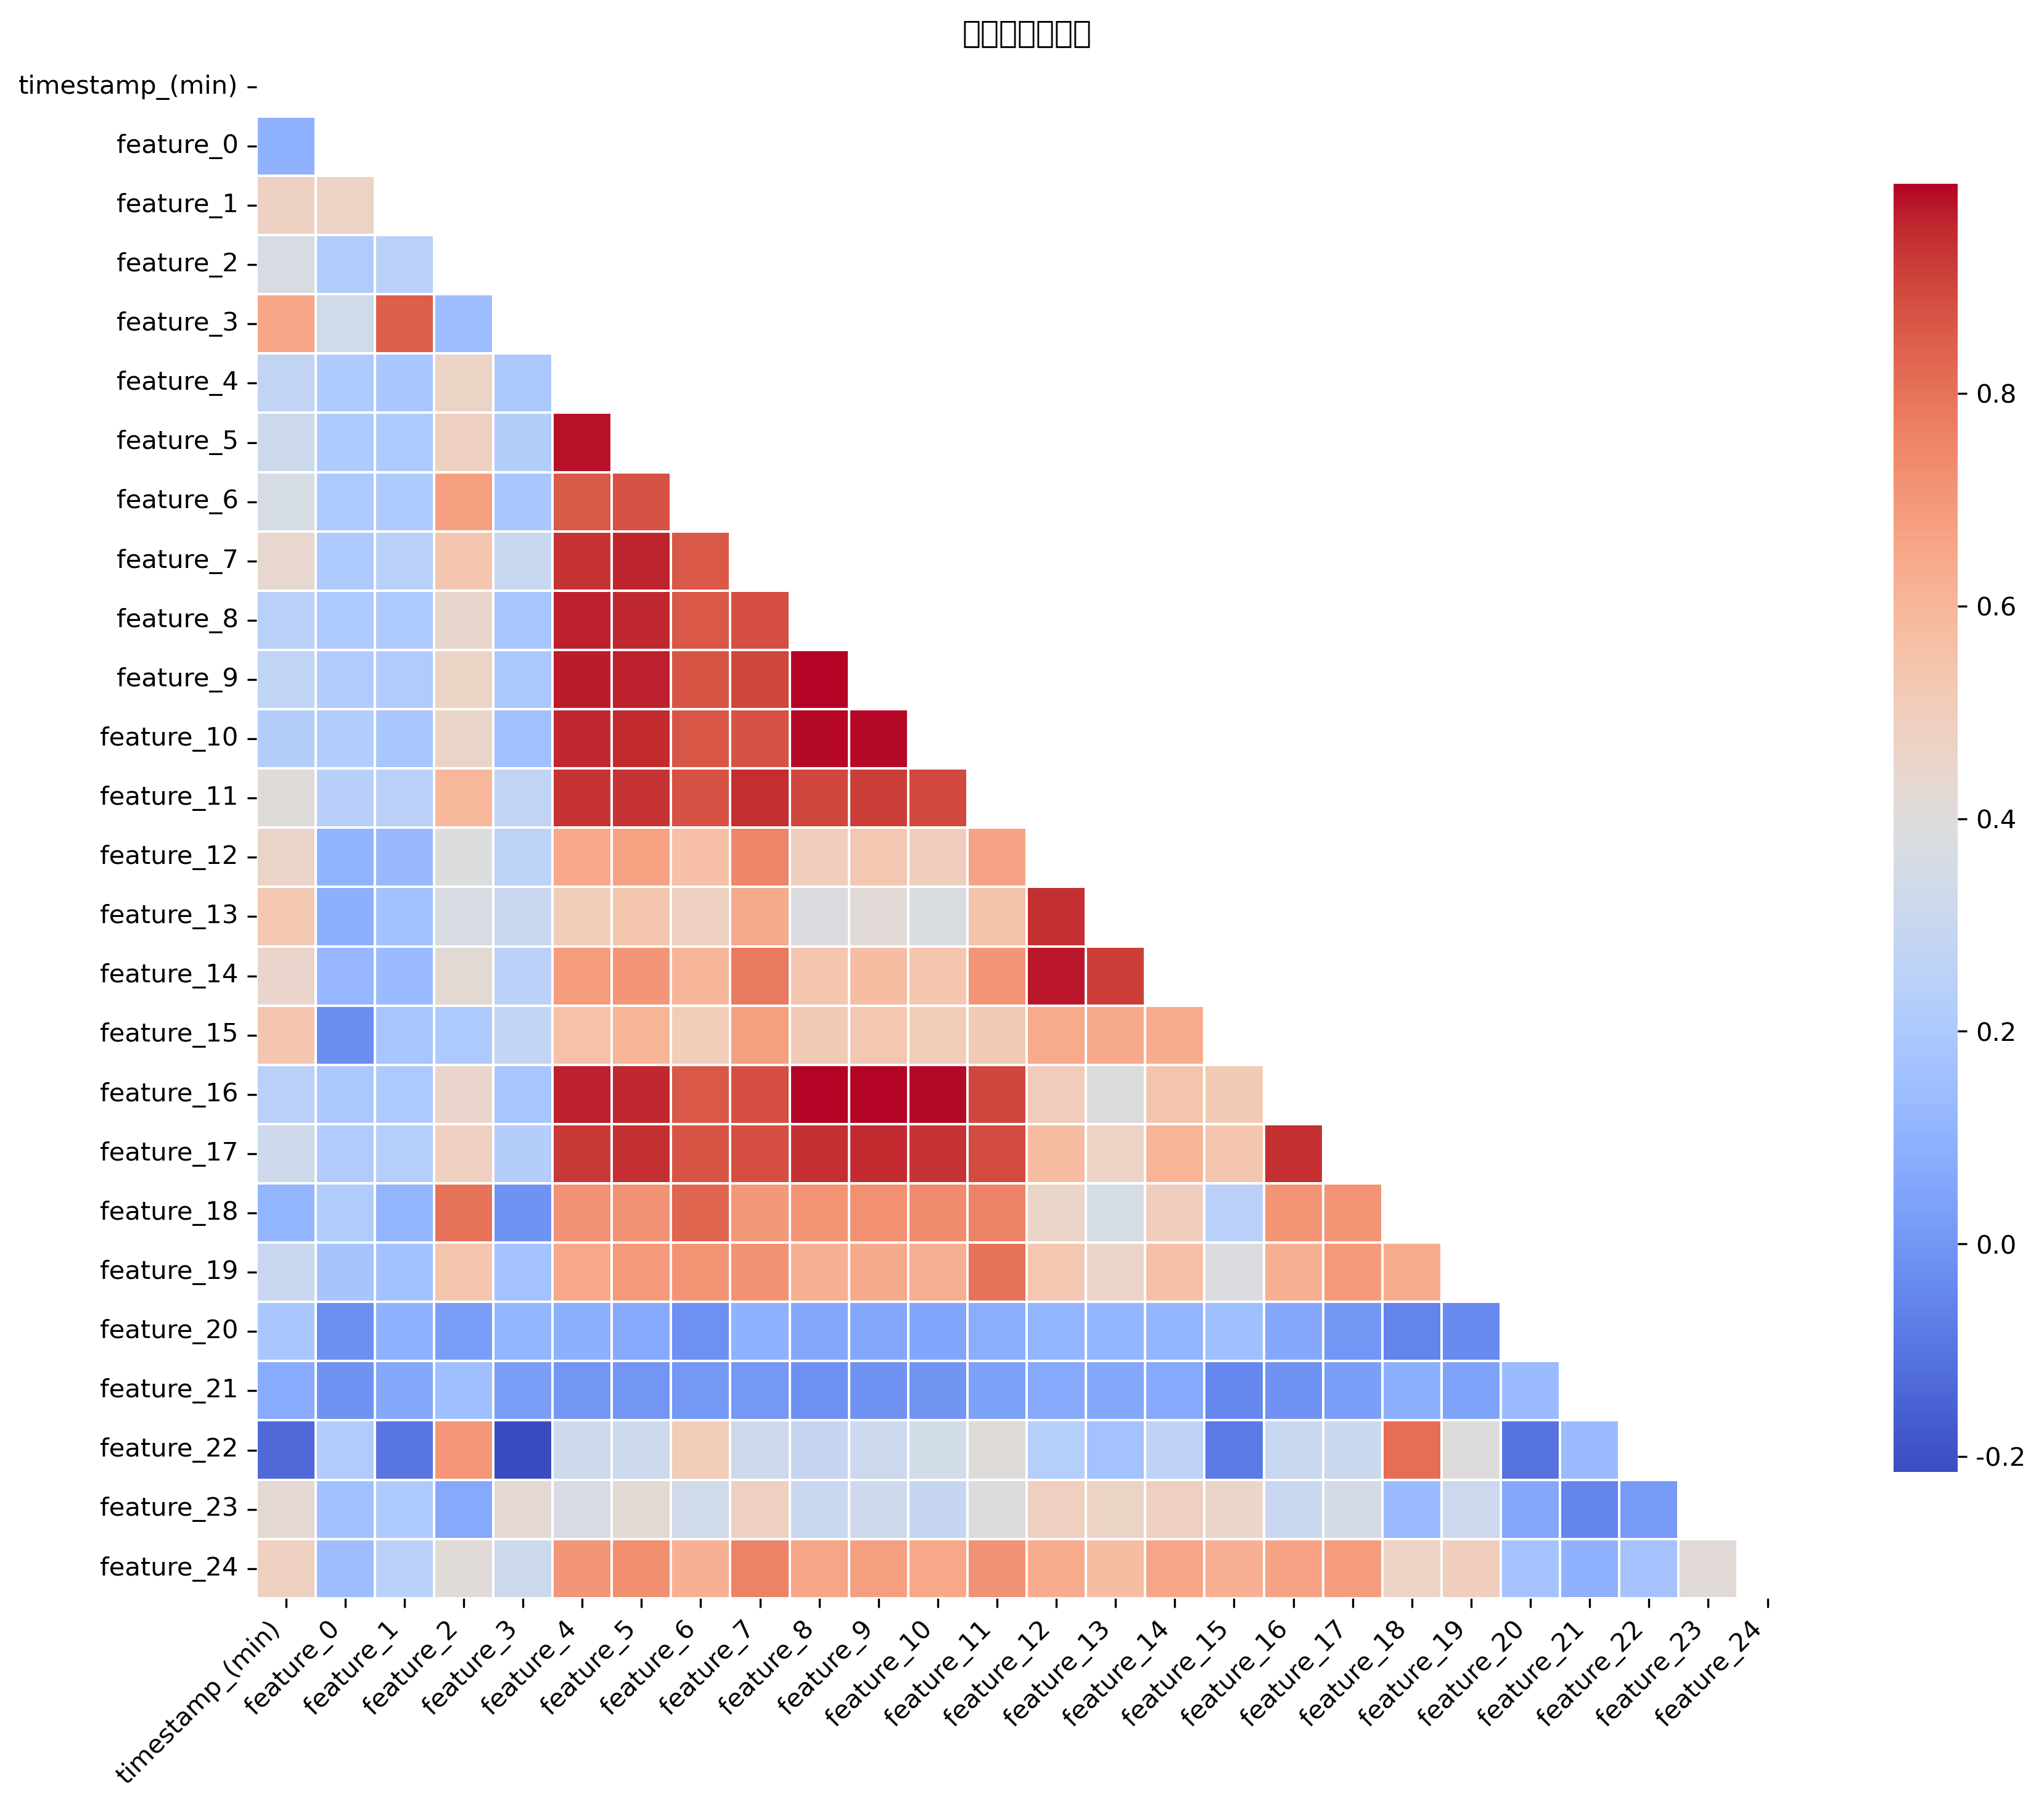 timestamp_(min)
feature_0
feature_1
feature_2
feature_3
feature_4
feature_5
feature_6
feature_7
feature_8
feature_9
feature_10
feature_11
feature_12
feature_13
feature_14
feature_15
feature_16
feature_17
feature_18
feature_19
feature_20
feature_21
feature_22
feature_23
feature_24
0.8
0.6
0.4
0.2
0.0
-0.2
timestamp_(min)
feature_0
feature_1
feature_2
feature_3
feature_4
feature_5
feature_6
feature_7
feature_8
feature_9
feature_10
feature_11
feature_12
feature_13
feature_14
feature_15
feature_16
feature_17
feature_18
feature_19
feature_20
feature_21
feature_22
feature_23
feature_24